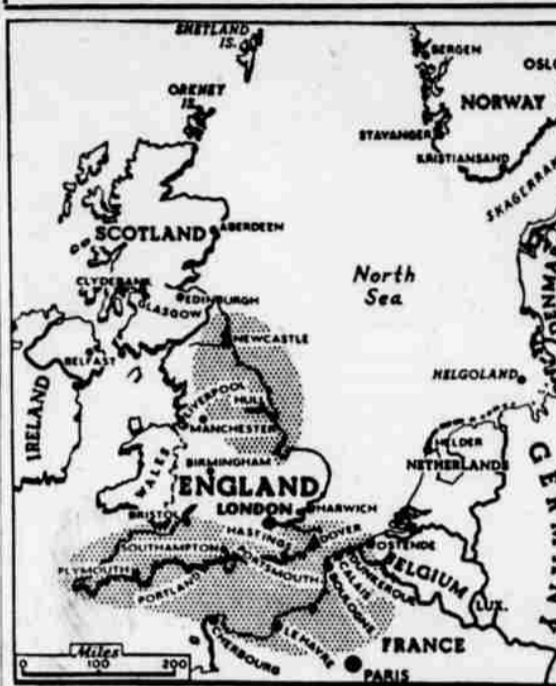 SHETLAND
IS.
BERGEN
OSL
ORKNEY
IS.
NORWAY
STAVANGER
KRISTIANSAND
SKAGERRA
SCOTLAND
ABERDEEN
North
Sea
CLYDEBANK
EDINBURGH
GLASGOW
NEWCASTLE
BELFAST
HELGOLAND
IRELAND
LIVERPOOL
HULL
MANCHESTER
HELDER
NETHERLAND
WALES
BIRMINGHAM
ENGLAND
HARWICH
LONDON
BRISTOL
HASTINGS
DOVER
OSTENDE
SOUTHAMPTON
PORTSMOUTH
PLYMOUTH
PORTLAND
CALAIS
DUNKERQUE
BELGIUM
BOULOGNE
LUX.
CHERBOURG
LE HAVRE
FRANCE
PARIS
Miles
0 100 200